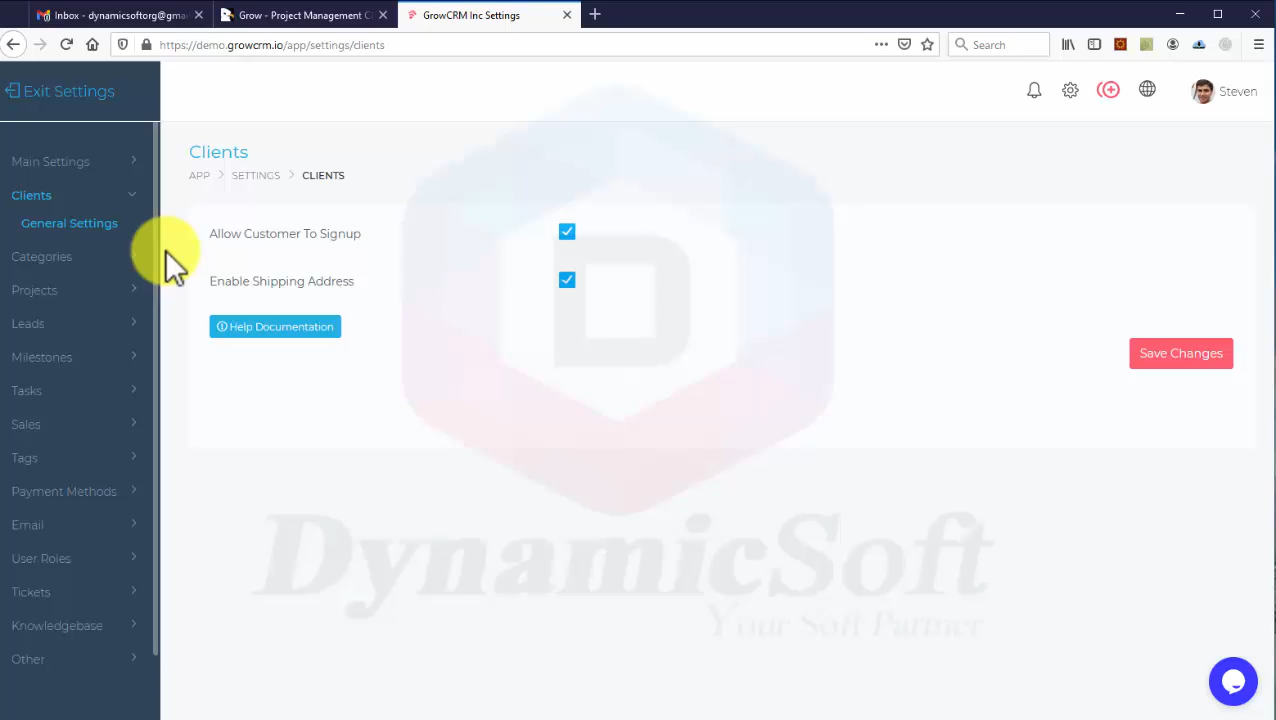 Inbox - dynamicsoftorg@gma
Grow - Project Management C
GrowCRM Inc Settings
https://demo.growcrm.io/app/settings/clients
Search
Exit Settings
Steven
Main Settings
Clients
General Settings
Categories
Projects
Leads
Milestones
Tasks
Sales
Tags
Payment Methods
Email
User Roles
Tickets
Knowledgebase
Other
Clients
APP > SETTINGS > CLIENTS
Allow Customer To Signup
Enable Shipping Address
Help Documentation
Save Changes
D
DynamicSoft
Your Soft Partner